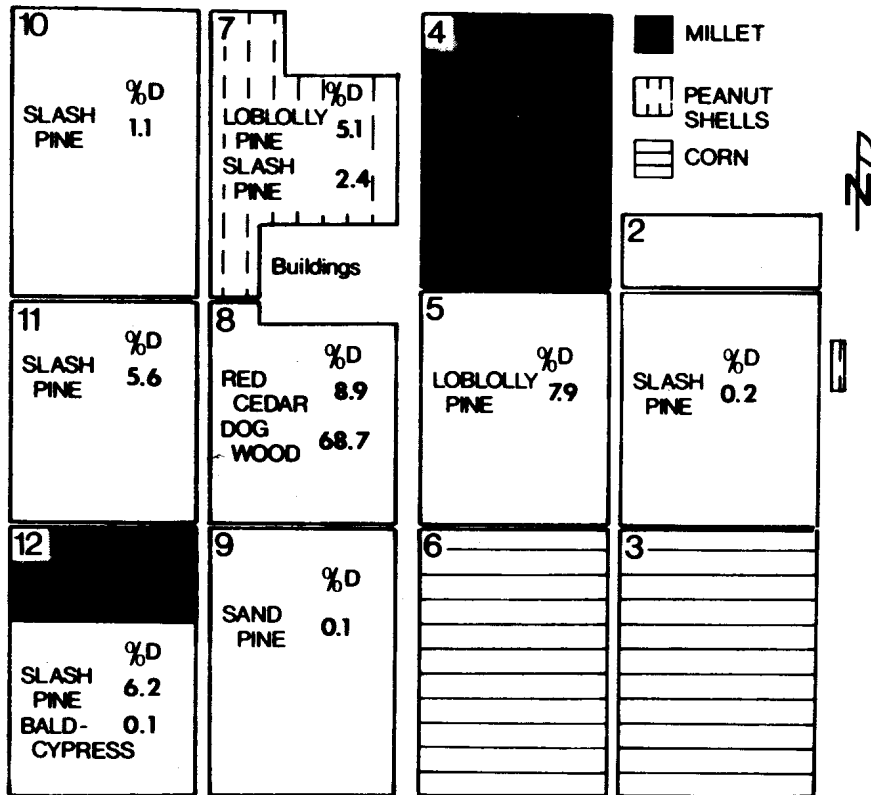 10
%D
SLASH
PINE 1.1
7
%D
LOBLOLLY
PINE 5.1
SLASH
PINE 2.4
Buildings
4
MILLET
PEANUT
SHELLS
CORN
N
2
11
%D
SLASH
PINE 5.6
8
%D
RED
CEDAR 8.9
DOG
WOOD 68.7
5
%D
LOBLOLLY
PINE 7.9
%D
SLASH
PINE 0.2
12
%D
SLASH
PINE 6.2
BALD-
CYPRESS 0.1
9
%D
SAND
PINE 0.1
6
3